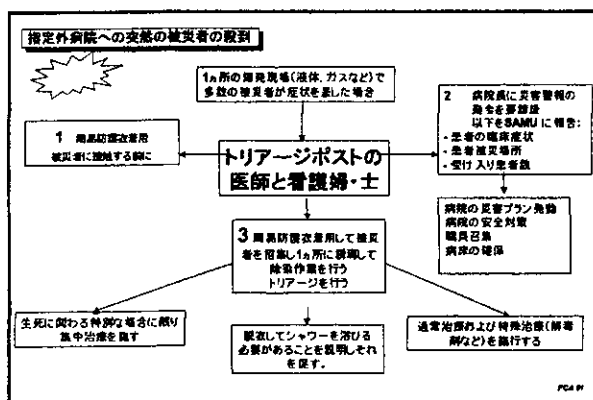 指定外病院への突然の被災者の殺到
1ヵ所の爆発現場(液体、ガスなど)で
多数の被災者が症状を呈した場合
1 簡易防護衣着用
被災者に接触する前に
トリアージポストの
医師と看護婦・士
2 病院長に災害警報の
発令を要請後
以下をSAMUに報告:
・患者の臨床症状
・患者被災場所
・受け入り患者数
病院の災害プラン発動
病院の安全対策
職員召集
病床の確保
3 簡易防護衣着用して被災
者を召集し1ヵ所に誘導して
除染作業を行う
トリアージを行う
生死に関わる特別な場合に限り
集中治療を施す
脱衣してシャワーを浴びる
必要があることを説明しそれ
を促す。
通常治療および特殊治療(解毒
剤など)を施行する